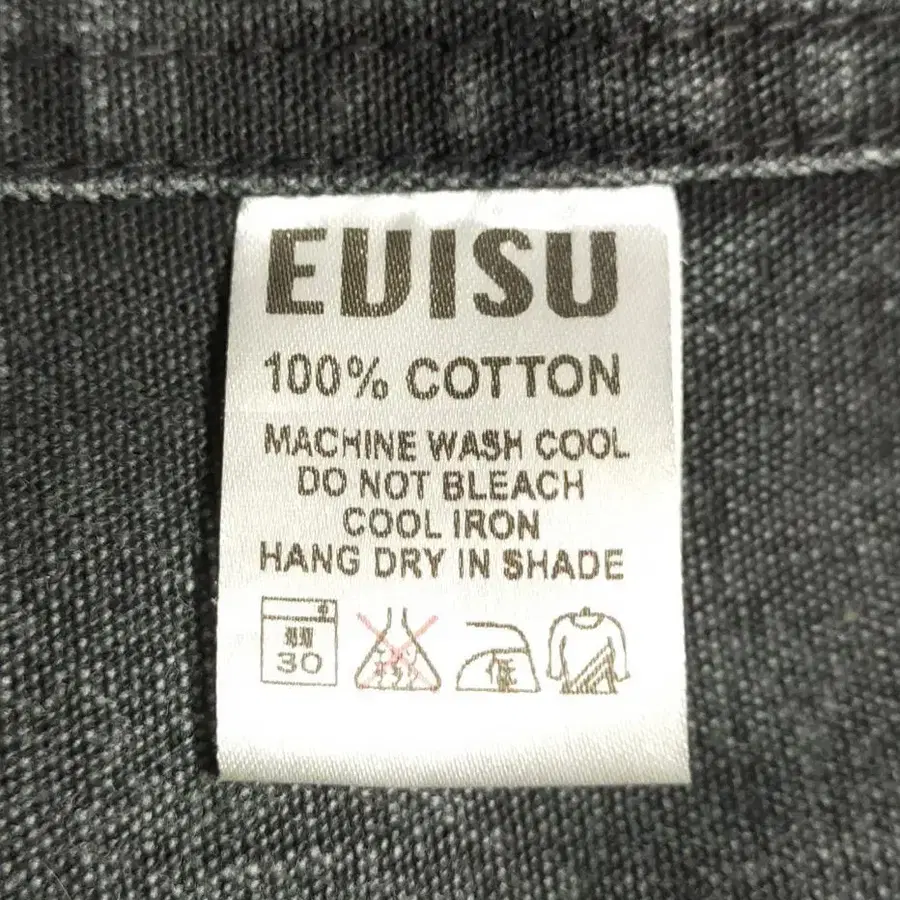 EVISU
100% COTTON
MACHINE WASH COOL
DO NOT BLEACH
COOL IRON
HANG DRY IN SHADE
30